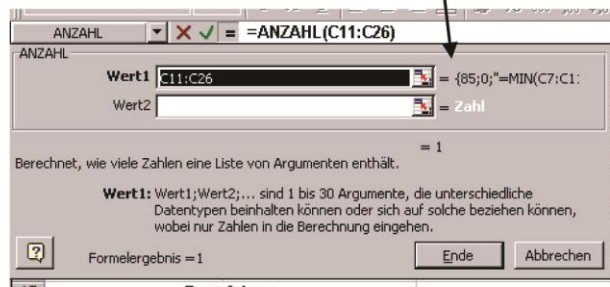 ANZAHL = =ANZAHL(C11:C26)
ANZAHL
Wert1 C11:C26 = {85;0;"=MIN(C7:C1:
Wert2 = Zahl
= 1
Berechnet, wie viele Zahlen eine Liste von Argumenten enthält.
Wert1: Wert1;Wert2;... sind 1 bis 30 Argumente, die unterschiedliche
Datentypen beinhalten können oder sich auf solche beziehen können,
wobei nur Zahlen in die Berechnung eingehen.
Formelergebnis =1 Ende Abbrechen